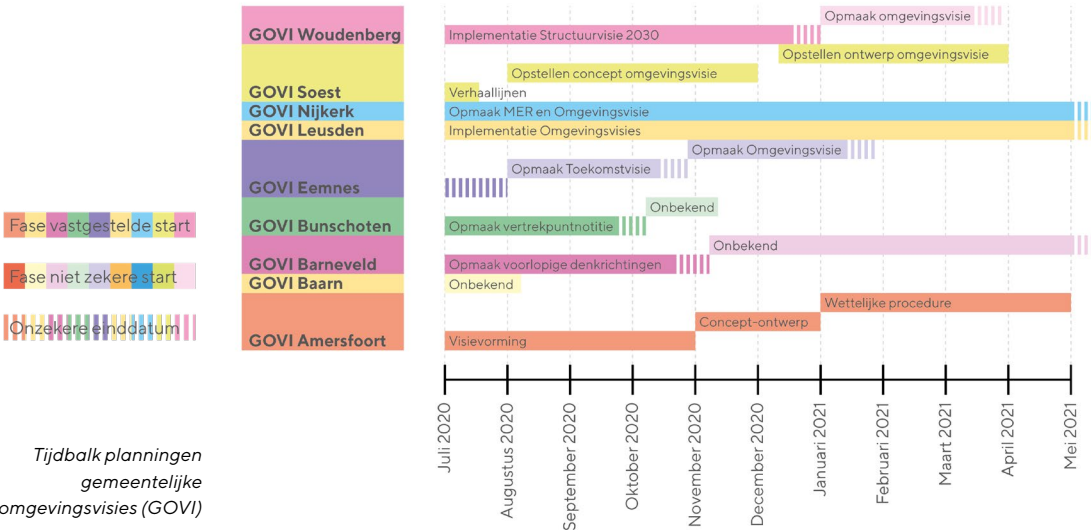 Opmaak omgevingsvisie
GOVI Woudenberg
Implementatie Structuurvisie 2030
Opstellen ontwerp omgevingsvisie
Opstellen concept omgevingsvisie
GOVI Soest
Verhaallijnen
GOVI Nijkerk
Opmaak MER en Omgevingsvisie
GOVI Leusden
Implementatie Omgevingsvisies
Opmaak Omgevingsvisie
Opmaak Toekomstvisie
GOVI Eemnes
Onbekend
GOVI Bunschoten
Opmaak vertrekpuntnotitie
Onbekend
GOVI Barneveld
Opmaak voorlopige denkrichtingen
GOVI Baarn
Onbekend
Wettelijke procedure
Concept-ontwerp
GOVI Amersfoort
Visievorming
Fase vastgestelde start
Fase niet zekere start
Onzekere einddatum
Juli 2020
Augustus 2020
September 2020
Oktober 2020
November 2020
December 2020
Januari 2021
Februari 2021
Maart 2021
April 2021
Mei 2021
Tijdbalk planningen
gemeentelijke
omgevingsvisies (GOVI)